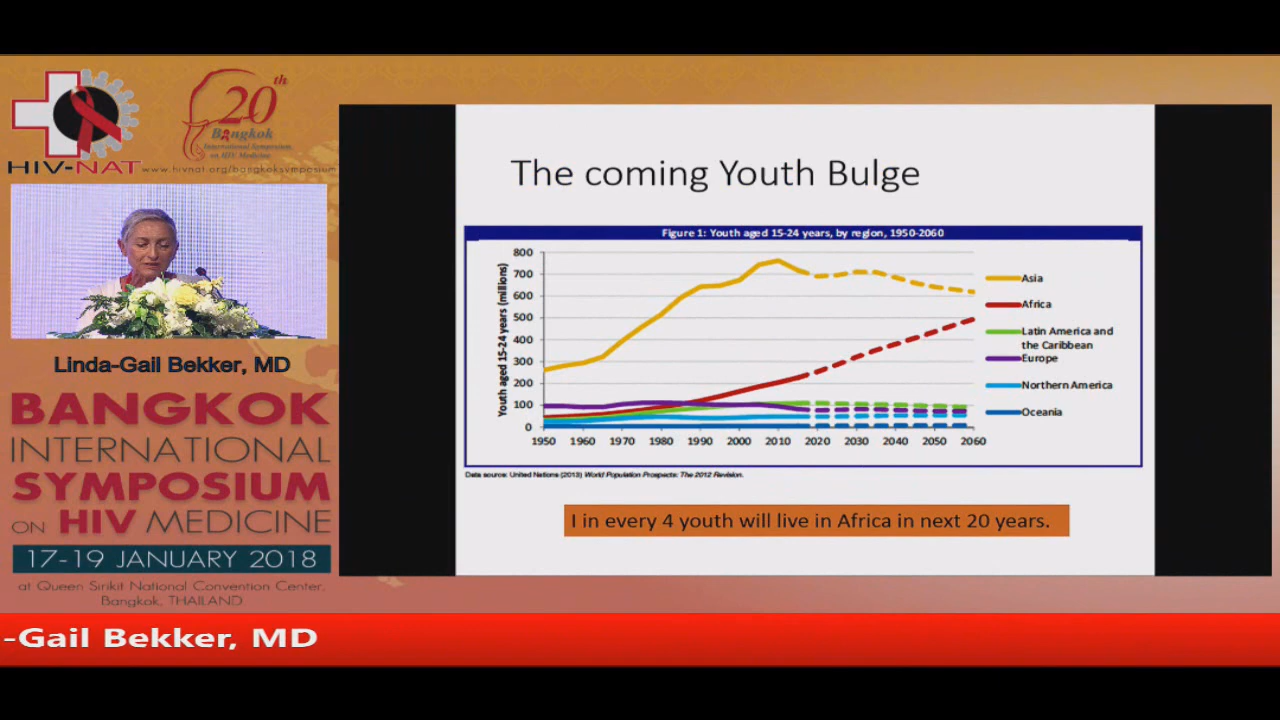 HIV-NAT
20th
Bangkok
International Symposium
on HIV Medicine
www.hivnat.org/bangkoksymposium
Linda-Gail Bekker, MD
BANGKOK
INTERNATIONAL
SYMPOSIUM
ON HIV MEDICINE
17-19 JANUARY 2018
at Queen Sirikit National Convention Center,
Bangkok, THAILAND
The coming Youth Bulge
Figure 1: Youth aged 15-24 years, by region, 1950-2060
Youth aged 15-24 years (millions)
800
700
600
500
400
300
200
100
0
1950 1960 1970 1980 1990 2000 2010 2020 2030 2040 2050 2060
Asia
Africa
Latin America and
the Caribbean
Europe
Northern America
Oceania
Data source: United Nations (2013) World Population Prospects: The 2012 Revision.
I in every 4 youth will live in Africa in next 20 years.
-Gail Bekker, MD